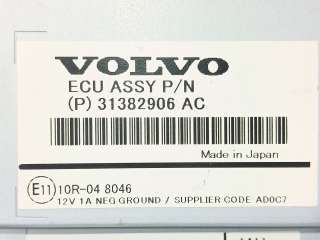 VOLVO
ECU ASSY P/N
(P) 31382906 AC
Made in Japan
E11 10R-04 8046
12V 1A NEG GROUND / SUPPLIER CODE AD0C7